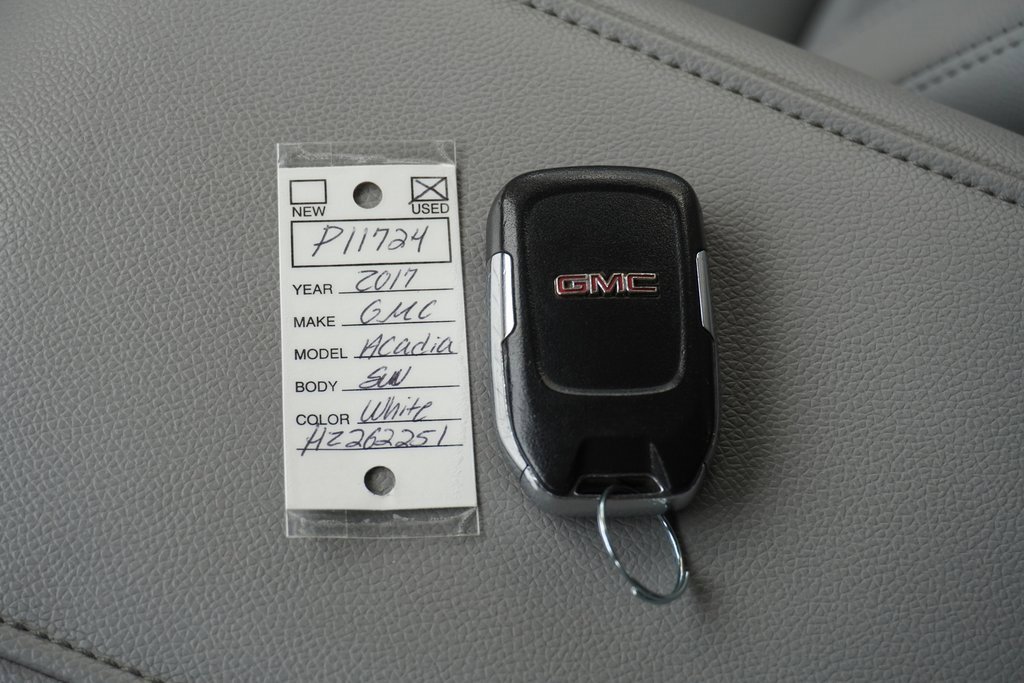 NEW USED
P11724
YEAR 2017
MAKE GMC
MODEL Acadia
BODY SUV
COLOR White
HZ262251
GMC